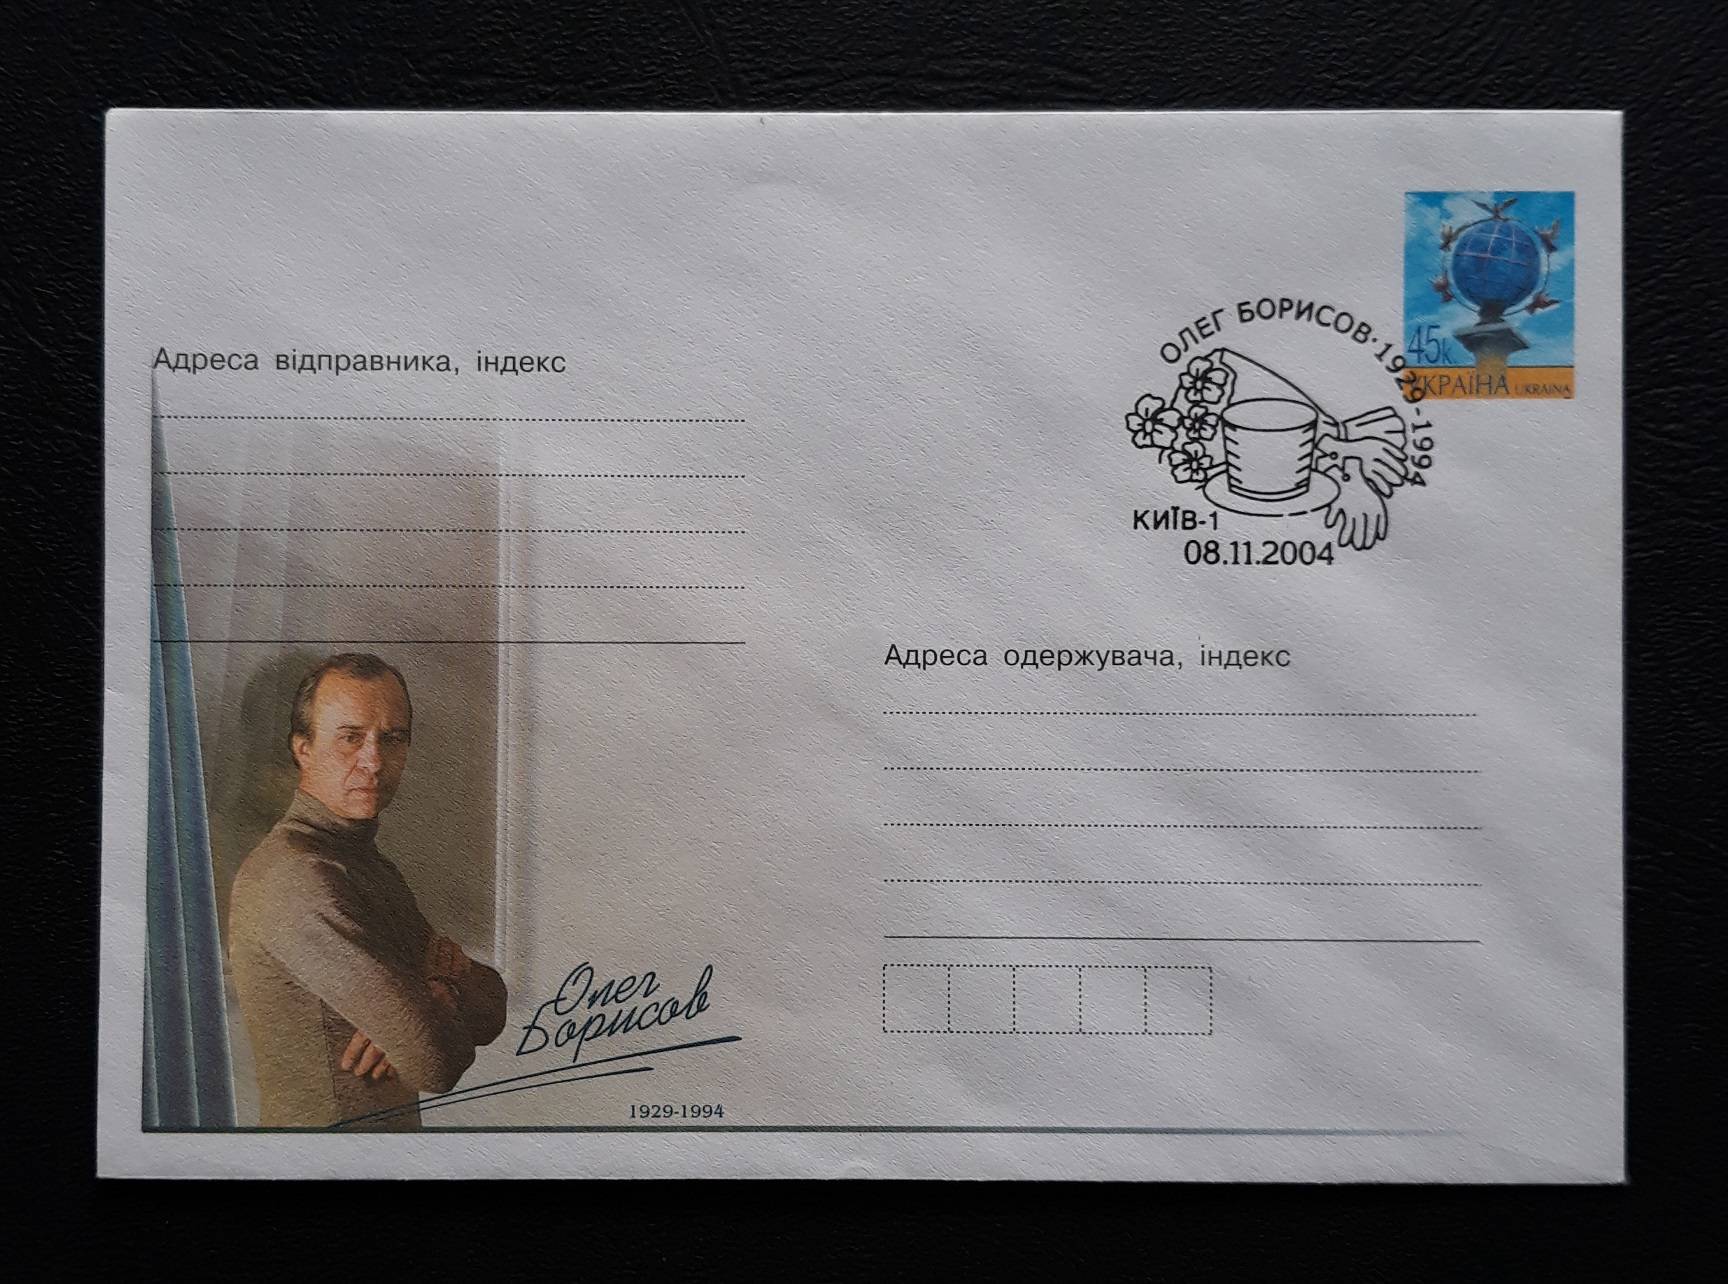 45к.
УКРАЇНА UKRAINA
ОЛЕГ БОРИСОВ·1929-1994
КИЇВ-1
08.11.2004
Адреса відправника, індекс
Адреса одержувача, індекс
Олег
Борисов
1929-1994